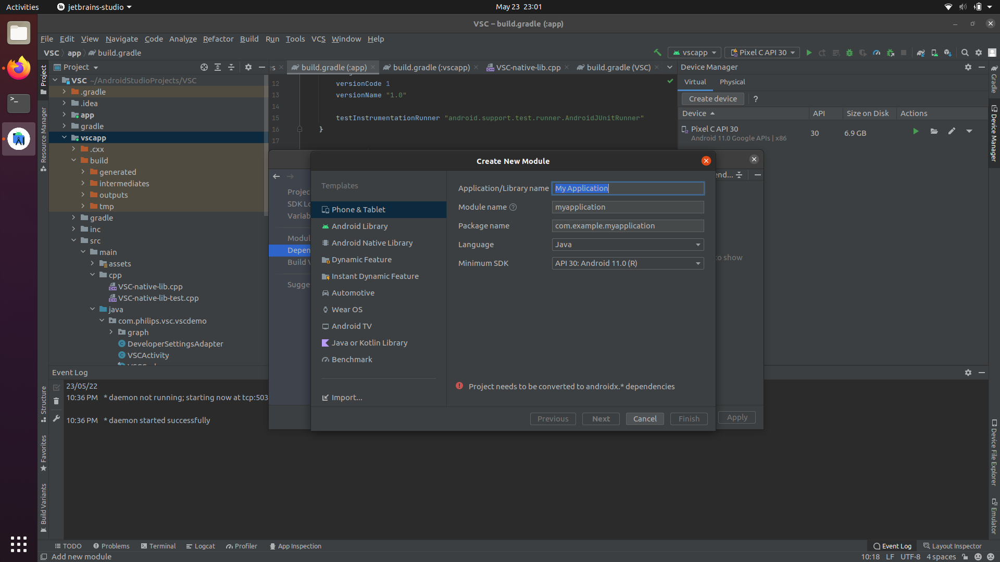 Activities
jetbrains-studio
May 23 23:01
VSC – build.gradle (:app)
File Edit View Navigate Code Analyze Refactor Build Run Tools VCS Window Help
VSC app build.gradle
vscapp
Pixel C API 30
Project
build.gradle (:app)
build.gradle (:vscapp)
VSC-native-lib.cpp
build.gradle (VSC)
VSC ~/AndroidStudioProjects/VSC
.gradle
.idea
app
gradle
vscapp
.cxx
build
generated
intermediates
outputs
tmp
gradle
inc
src
main
assets
cpp
VSC-native-lib.cpp
VSC-native-lib-test.cpp
java
com.philips.vsc.vscdemo
graph
DeveloperSettingsAdapter
VSCActivity
12 versionCode 1
13 versionName "1.0"
14
15 testInstrumentationRunner "android.support.test.runner.AndroidJUnitRunner"
16 }
17
Device Manager
Virtual Physical
Create device ?
Device API Size on Disk Actions
Pixel C API 30
Android 11.0 Google APIs | x86
30 6.9 GB
Create New Module
Templates
Phone & Tablet
Android Library
Android Native Library
Dynamic Feature
Instant Dynamic Feature
Automotive
Wear OS
Android TV
Java or Kotlin Library
Benchmark
Import...
Application/Library name My Application
Module name myapplication
Package name com.example.myapplication
Language Java
Minimum SDK API 30: Android 11.0 (R)
Project needs to be converted to androidx.* dependencies
Previous Next Cancel Finish
Projec
SDK Lo
Variab
Modul
Depen
Build V
Sugge
end...
to show
Apply
Event Log
23/05/22
10:36 PM * daemon not running; starting now at tcp:503
10:36 PM * daemon started successfully
Project
Resource Manager
Structure
Favorites
Build Variants
Gradle
Device Manager
Device File Explorer
Emulator
TODO Problems Terminal Logcat Profiler App Inspection
Event Log Layout Inspector
Add new module
10:18 LF UTF-8 4 spaces